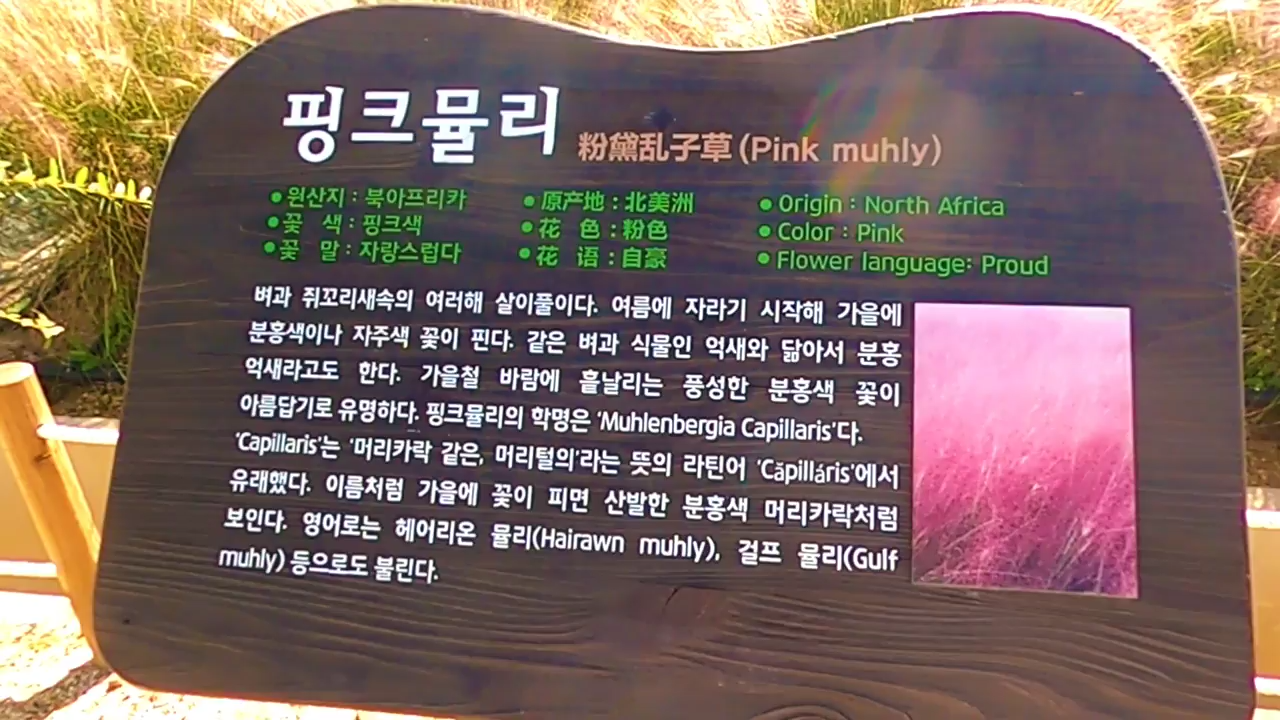 핑크뮬리 粉黛乱子草(Pink muhly)
● 원산지 : 북아프리카 ● 原产地 : 北美洲 ● Origin : North Africa
● 꽃 색 : 핑크색 ● 花 色 : 粉色 ● Color : Pink
● 꽃 말 : 자랑스럽다 ● 花 语 : 自豪 ● Flower language: Proud
벼과 쥐꼬리새속의 여러해 살이풀이다. 여름에 자라기 시작해 가을에
분홍색이나 자주색 꽃이 핀다. 같은 벼과 식물인 억새와 닮아서 분홍
억새라고도 한다. 가을철 바람에 흩날리는 풍성한 분홍색 꽃이
아름답기로 유명하다. 핑크뮬리의 학명은 'Muhlenbergia Capillaris'다.
'Capillaris'는 '머리카락 같은, 머리털의'라는 뜻의 라틴어 'Căpilláris'에서
유래했다. 이름처럼 가을에 꽃이 피면 산발한 분홍색 머리카락처럼
보인다. 영어로는 헤어리온 뮬리(Hairawn muhly), 걸프 뮬리(Gulf
muhly) 등으로도 불린다.